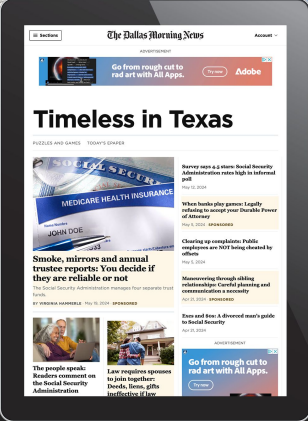 Sections
The Dallas Morning News
Account
ADVERTISEMENT
Go from rough cut to
rad art with All Apps.
Try now
Adobe
Timeless in Texas
PUZZLES AND GAMES TODAY'S EPAPER
SOCIAL SECURITY
MEDICARE HEALTH INSURANCE
JOHN DOE
Smoke, mirrors and annual
trustee reports: You decide if
they are reliable or not
The Social Security Administration manages four separate trust
funds.
BY VIRGINIA HAMMERLE May 19, 2024 SPONSORED
The people speak:
Readers comment on
the Social Security
Administration
Law requires spouses
to join together:
Deeds, liens, gifts
ineffective if law
Survey says 4.5 stars: Social Security
Administration rates high in informal
poll
May 12, 2024
When banks play games: Legally
refusing to accept your Durable Power
of Attorney
May 9, 2024 SPONSORED
Clearing up complaints: Public
employees are NOT being cheated by
offsets
May 5, 2024
Maneuvering through sibling
relationships: Careful planning and
communication a necessity
Apr 21, 2024 SPONSORED
Exes and Soo: A divorced man's guide
to Social Security
Apr 21, 2024
ADVERTISEMENT
Go from rough cut to
rad art with All Apps.
Try now